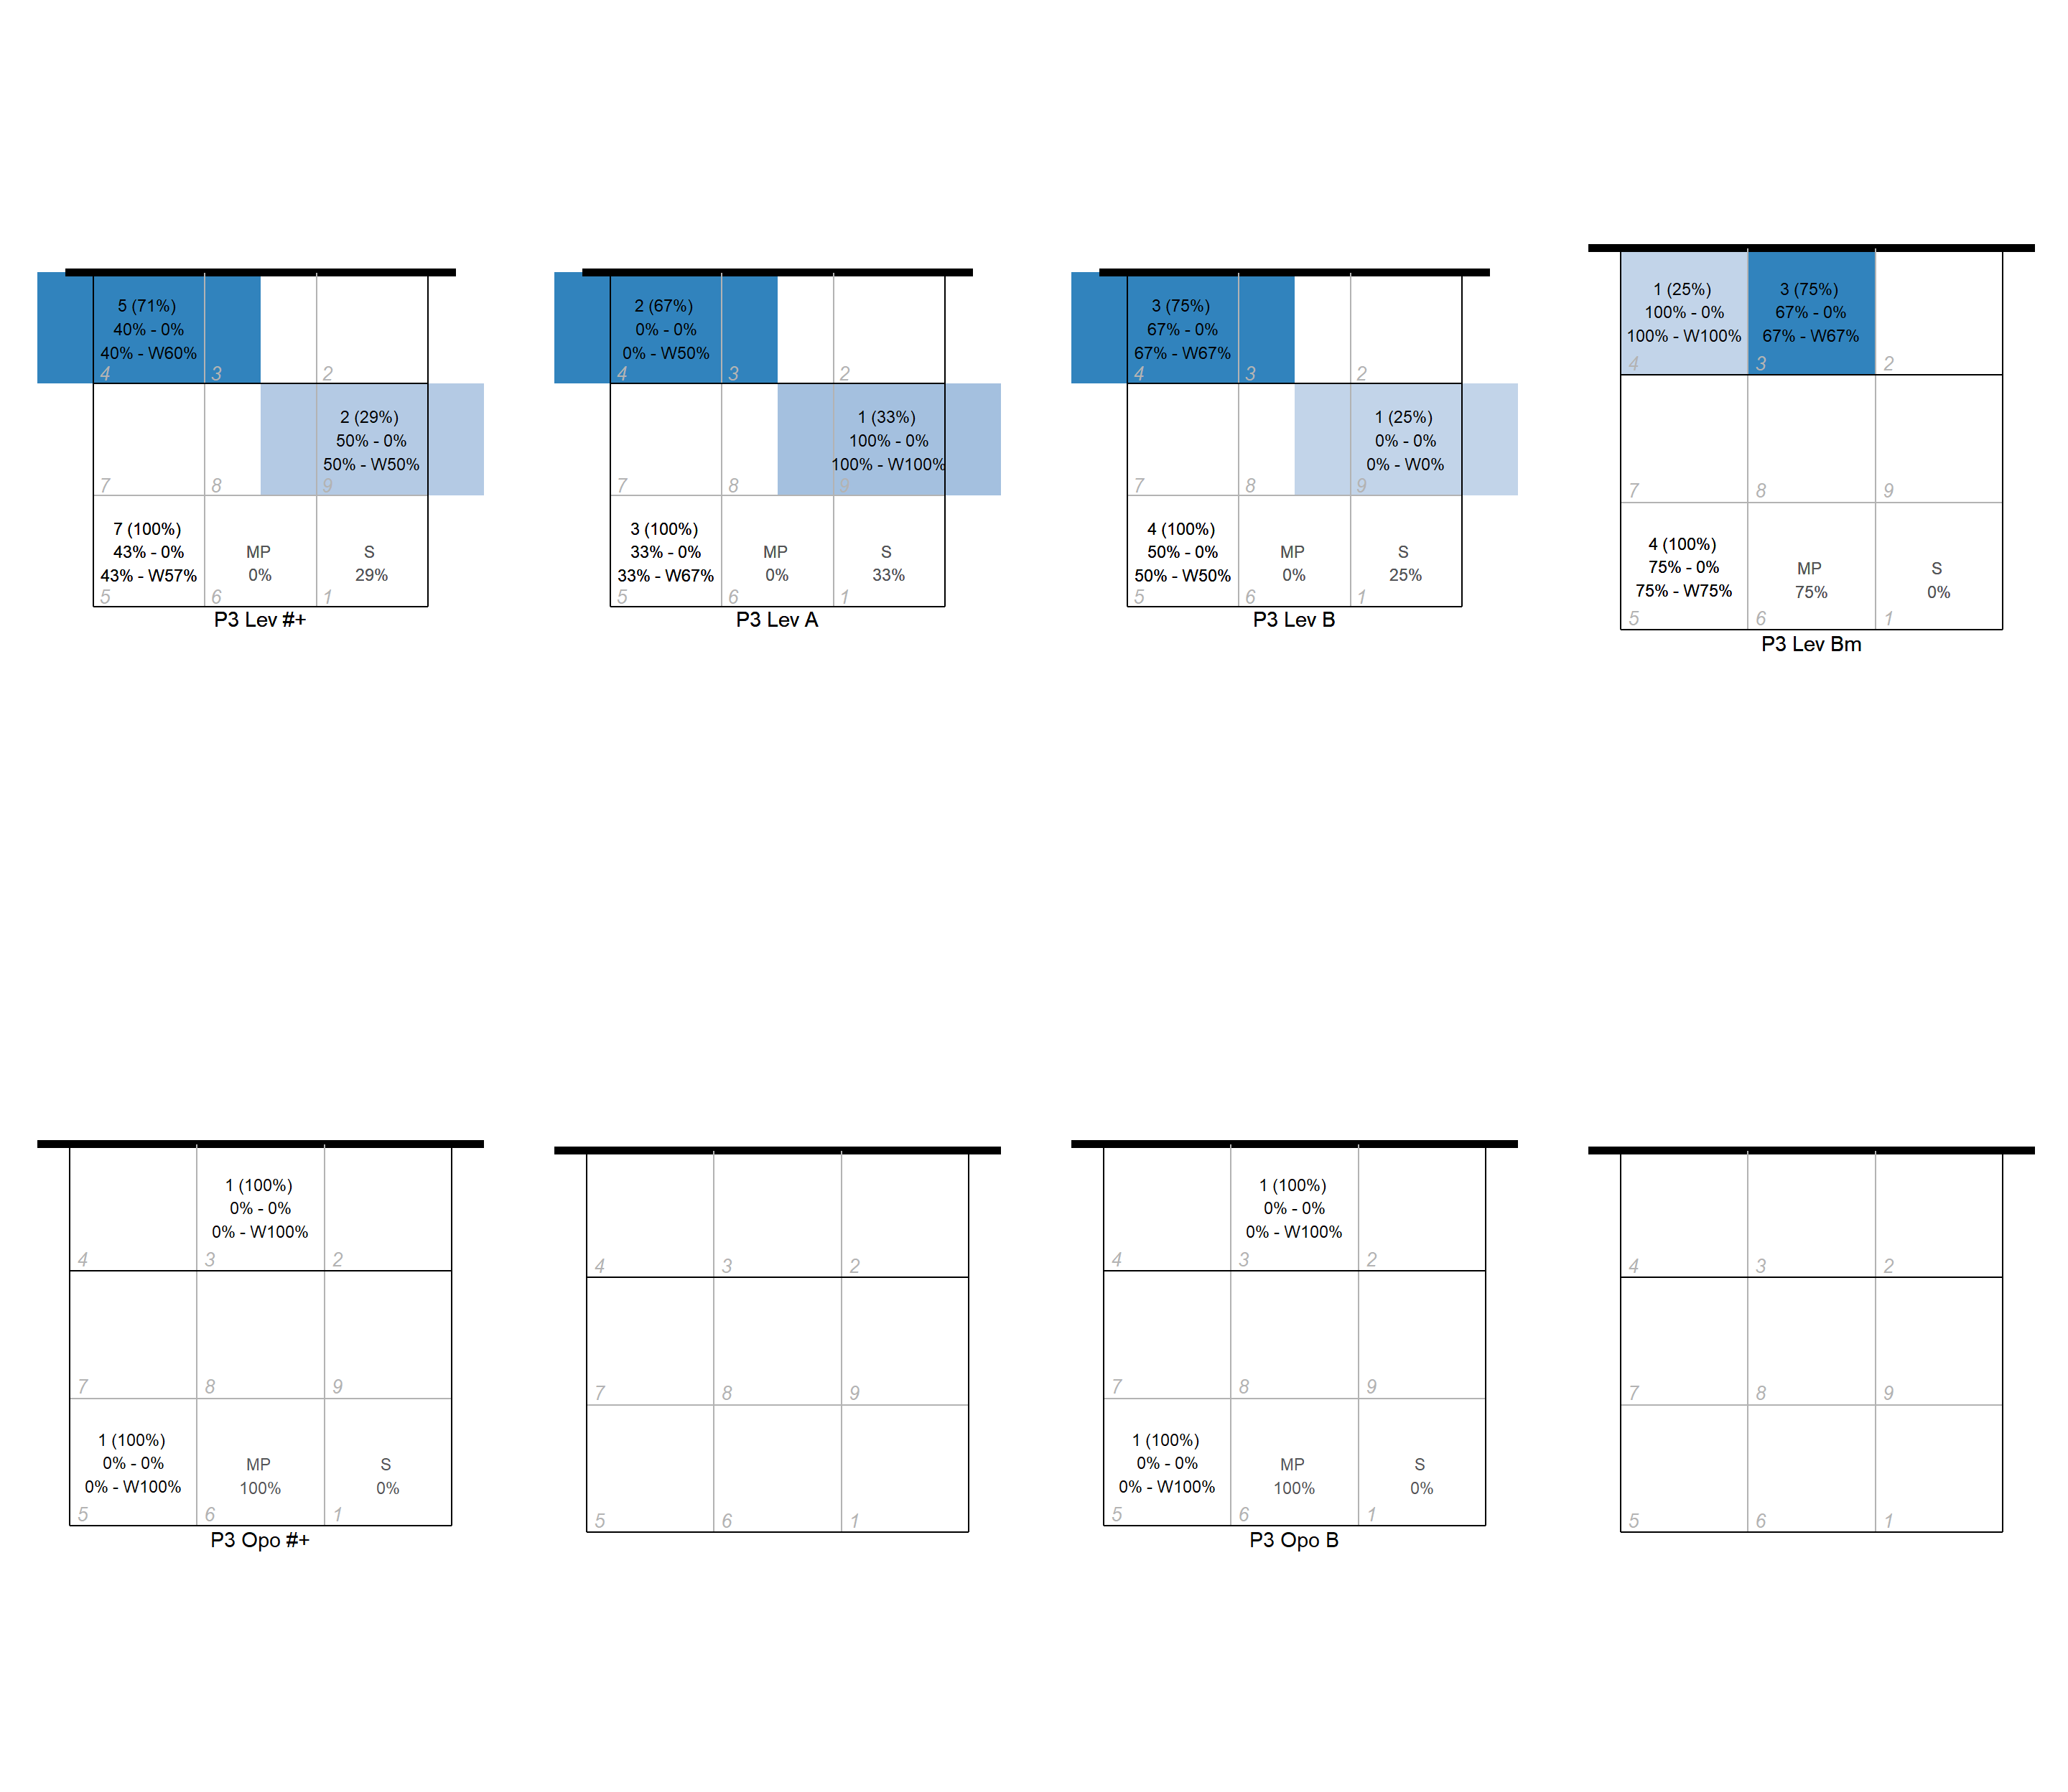 5 (71%)
40% - 0%
40% - W60%
4
3
2
2 (29%)
50% - 0%
50% - W50%
7
8
9
7 (100%)
43% - 0%
43% - W57%
MP
0%
S
29%
5
6
1
P3 Lev #+
2 (67%)
0% - 0%
0% - W50%
4
3
2
1 (33%)
100% - 0%
100% - W100%
7
8
9
3 (100%)
33% - 0%
33% - W67%
MP
0%
S
33%
5
6
1
P3 Lev A
3 (75%)
67% - 0%
67% - W67%
4
3
2
1 (25%)
0% - 0%
0% - W0%
7
8
9
4 (100%)
50% - 0%
50% - W50%
MP
0%
S
25%
5
6
1
P3 Lev B
1 (25%)
100% - 0%
100% - W100%
3 (75%)
67% - 0%
67% - W67%
4
3
2
7
8
9
4 (100%)
75% - 0%
75% - W75%
MP
75%
S
0%
5
6
1
P3 Lev Bm
1 (100%)
0% - 0%
0% - W100%
4
3
2
7
8
9
1 (100%)
0% - 0%
0% - W100%
MP
100%
S
0%
5
6
1
P3 Opo #+
4
3
2
7
8
9
5
6
1
1 (100%)
0% - 0%
0% - W100%
4
3
2
7
8
9
1 (100%)
0% - 0%
0% - W100%
MP
100%
S
0%
5
6
1
P3 Opo B
4
3
2
7
8
9
5
6
1